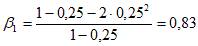 β₁ = (1 − 0,25 − 2 · 0,25²) / (1 − 0,25) = 0,83